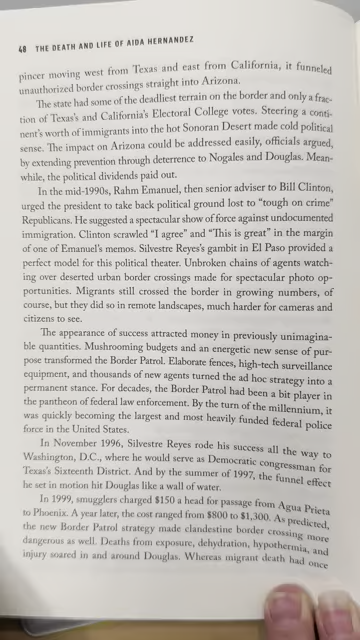 48 THE DEATH AND LIFE OF AIDA HERNANDEZ
pincer moving west from Texas and east from California, it funneled
unauthorized border crossings straight into Arizona.
The state had some of the deadliest terrain on the border and only a frac-
tion of Texas's and California's Electoral College votes. Steering a conti-
nent's worth of immigrants into the hot Sonoran Desert made cold political
sense. The impact on Arizona could be addressed easily, officials argued,
by extending prevention through deterrence to Nogales and Douglas. Mean-
while, the political dividends paid out.
In the mid-1990s, Rahm Emanuel, then senior adviser to Bill Clinton,
urged the president to take back political ground lost to "tough on crime"
Republicans. He suggested a spectacular show of force against undocumented
immigration. Clinton scrawled "I agree" and "This is great" in the margin
of one of Emanuel's memos. Silvestre Reyes's gambit in El Paso provided a
perfect model for this political theater. Unbroken chains of agents watch-
ing over deserted urban border crossings made for spectacular photo op-
portunities. Migrants still crossed the border in growing numbers, of
course, but they did so in remote landscapes, much harder for cameras and
citizens to see.
The appearance of success attracted money in previously unimagina-
ble quantities. Mushrooming budgets and an energetic new sense of pur-
pose transformed the Border Patrol. Elaborate fences, high-tech surveillance
equipment, and thousands of new agents turned the ad hoc strategy into a
permanent stance. For decades, the Border Patrol had been a bit player in
the pantheon of federal law enforcement. By the turn of the millennium, it
was quickly becoming the largest and most heavily funded federal police
force in the United States.
In November 1996, Silvestre Reyes rode his success all the way to
Washington, D.C., where he would serve as Democratic congressman for
Texas's Sixteenth District. And by the summer of 1997, the funnel effect
he set in motion hit Douglas like a wall of water.
In 1999, smugglers charged $150 a head for passage from Agua Prieta
to Phoenix. A year later, the cost ranged from $800 to $1,300. As predicted,
the new Border Patrol strategy made clandestine border crossing more
dangerous as well. Deaths from exposure, dehydration, hypothermia, and
injury soared in and around Douglas. Whereas migrant death had once